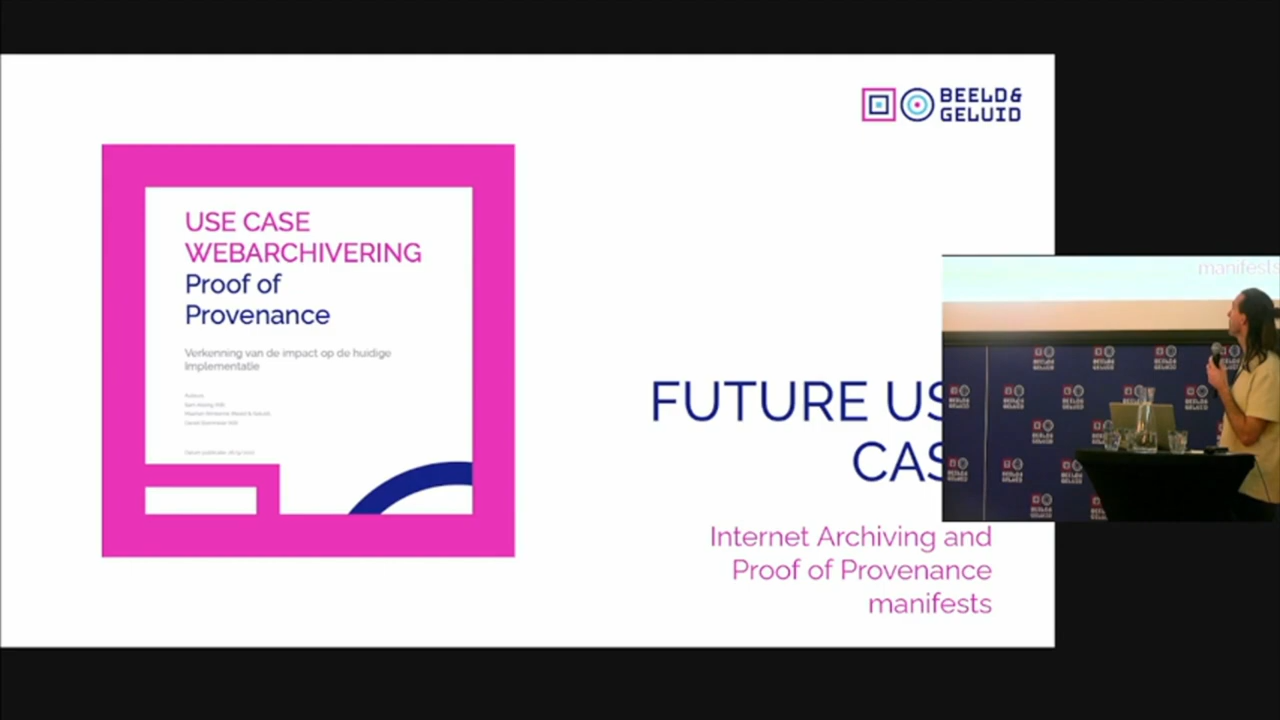 BEELD&
GELUID
USE CASE
WEBARCHIVERING
Proof of
Provenance
Verkenning van de impact op de huidige
Implementatie
FUTURE US
CAS
Internet Archiving and
Proof of Provenance
manifests
manifests